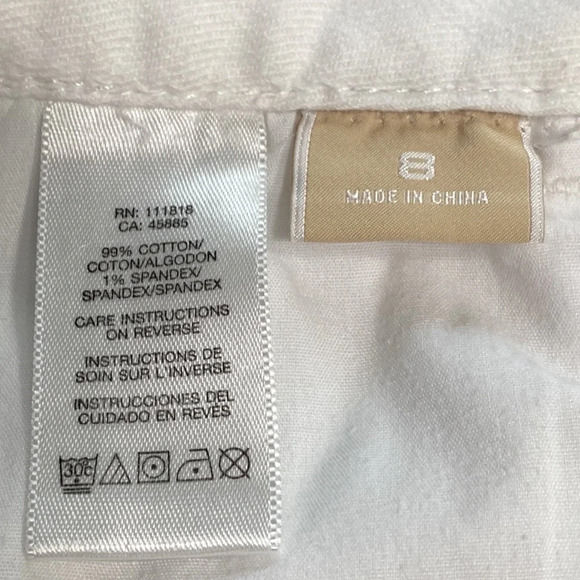 RN: 111818
CA: 45885
99% COTTON/
COTON/ALGODON
1% SPANDEX/
SPANDEX/SPANDEX
CARE INSTRUCTIONS
ON REVERSE
INSTRUCTIONS DE
SOIN SUR L'INVERSE
INSTRUCCIONES DEL
CUIDADO EN REVÉS
30c
8
MADE IN CHINA